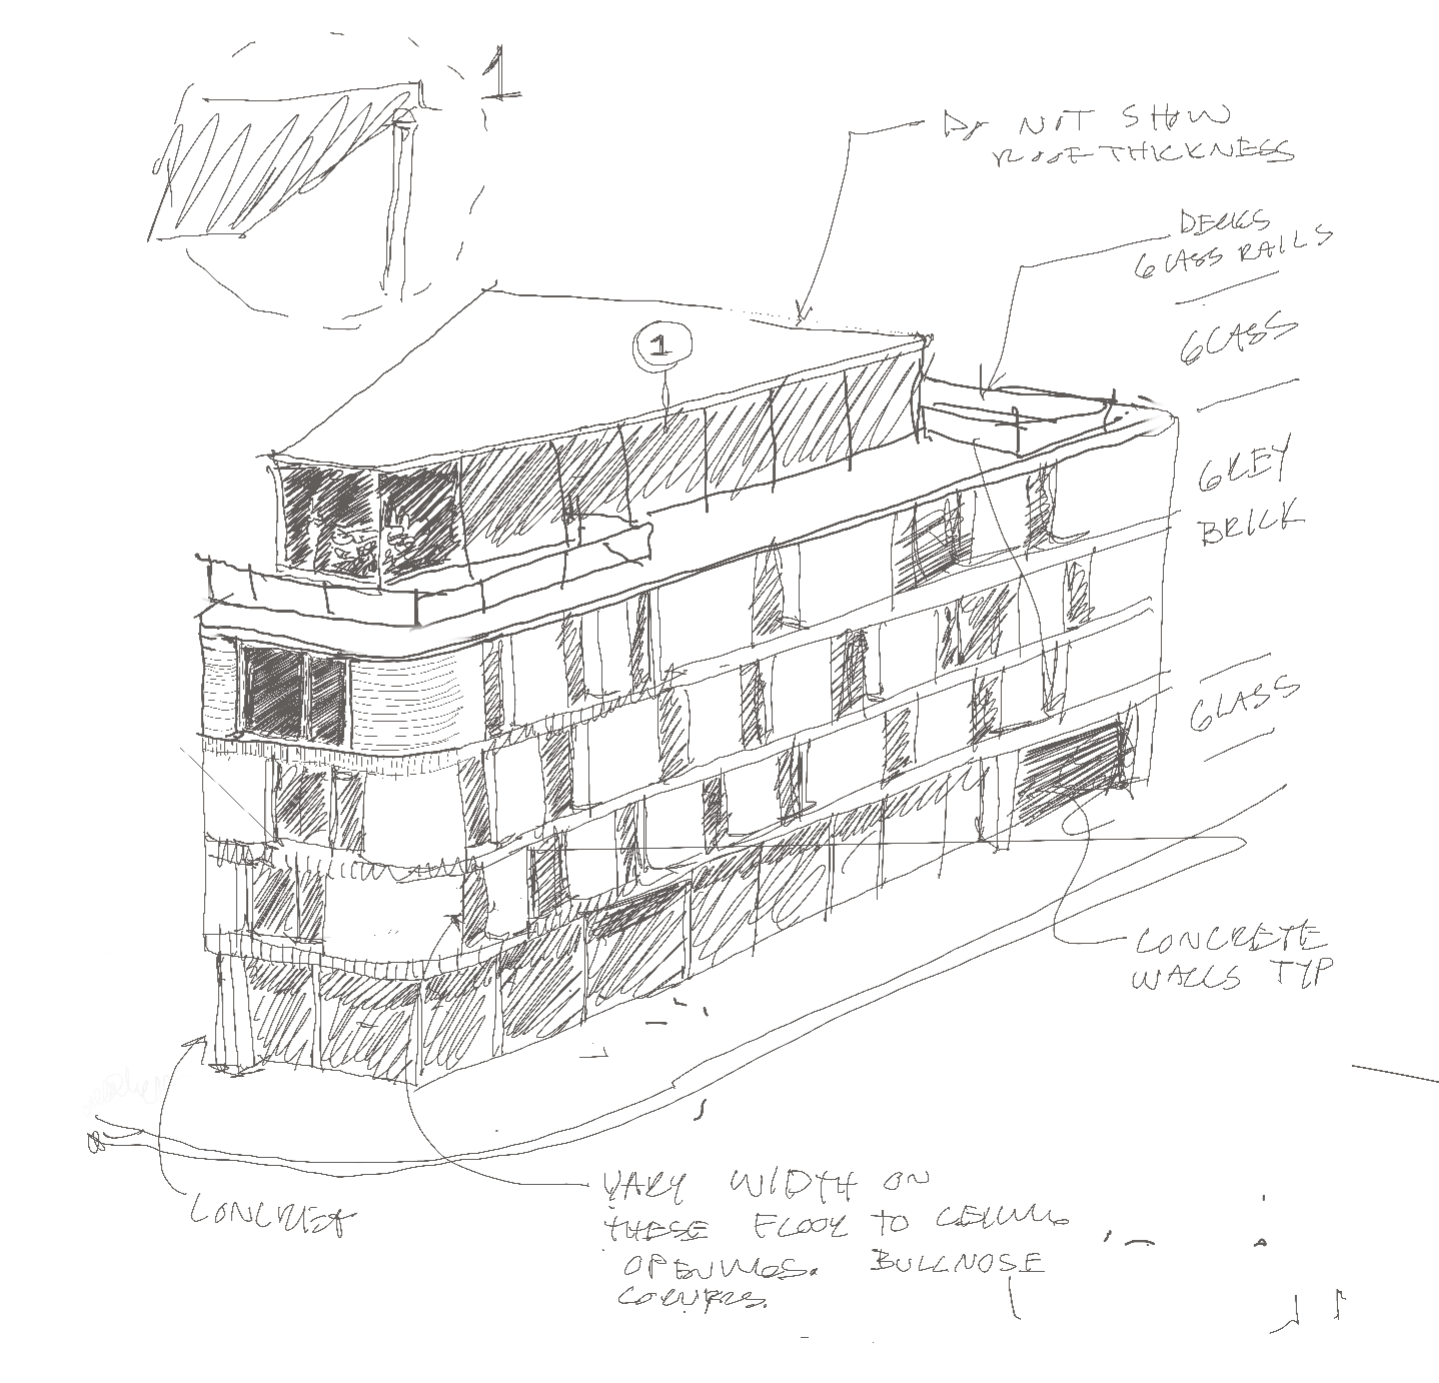 1
DO NOT SHOW
ROOF THICKNESS
DECKS
GLASS RAILS
GLASS
1
GREY
BRICK
GLASS
CONCRETE
WALLS TYP
CONCRETE
VARY WIDTH ON
THESE FLOOR TO CEILING
OPENINGS. BULLNOSE
CORNERS.